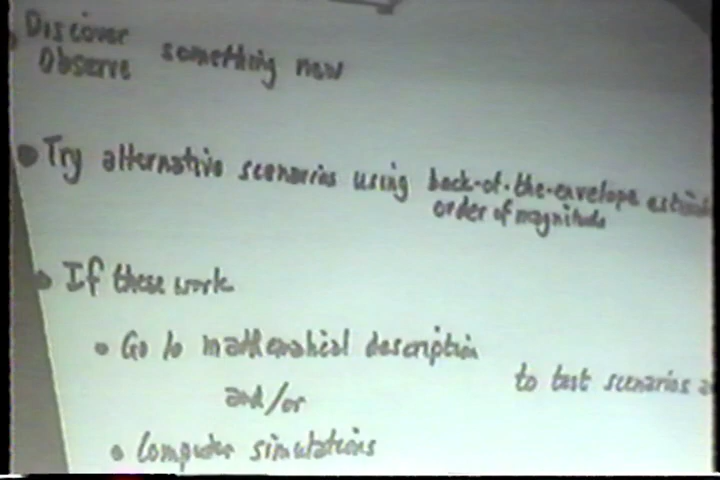 Discover
Observe something new
• Try alternative scenarios using back-of-the-envelope
order of magnitude
• If these work
• Go to mathematical description
to test scenarios
and/or
• Computer simulations